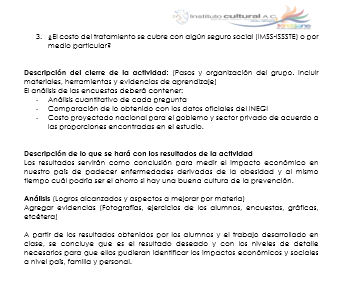 Instituto cultural A.C.
3. ¿El costo del tratamiento se cubre con algún seguro social (IMSS-ISSSTE) o por
medio particular?
Descripción del cierre de la actividad: (Pasos y organización del grupo. Incluir
materiales, herramientas y evidencias de aprendizaje)
El análisis de las encuestas deberá contener:
- Análisis cuantitativo de cada pregunta
- Comparación de lo obtenido con los datos oficiales del INEGI
- Costo proyectado nacional para el gobierno y sector privado de acuerdo a
las proporciones encontradas en el estudio.
Descripción de lo que se hará con los resultados de la actividad
Los resultados servirán como conclusión para medir el impacto económico en
nuestro país de padecer enfermedades derivadas de la obesidad y al mismo
tiempo cuál podría ser el ahorro si hay una buena cultura de la prevención.
Análisis (Logros alcanzados y aspectos a mejorar por materia)
Agregar evidencias (Fotografías, ejercicios de los alumnos, encuestas, gráficas,
etcétera)
A partir de los resultados obtenidos por los alumnos y el trabajo desarrollado en
clase, se concluye que es el resultado deseado y con los niveles de detalle
necesarios para que ellos pudieran identificar los impactos económicos y sociales
a nivel país, familia y personal.